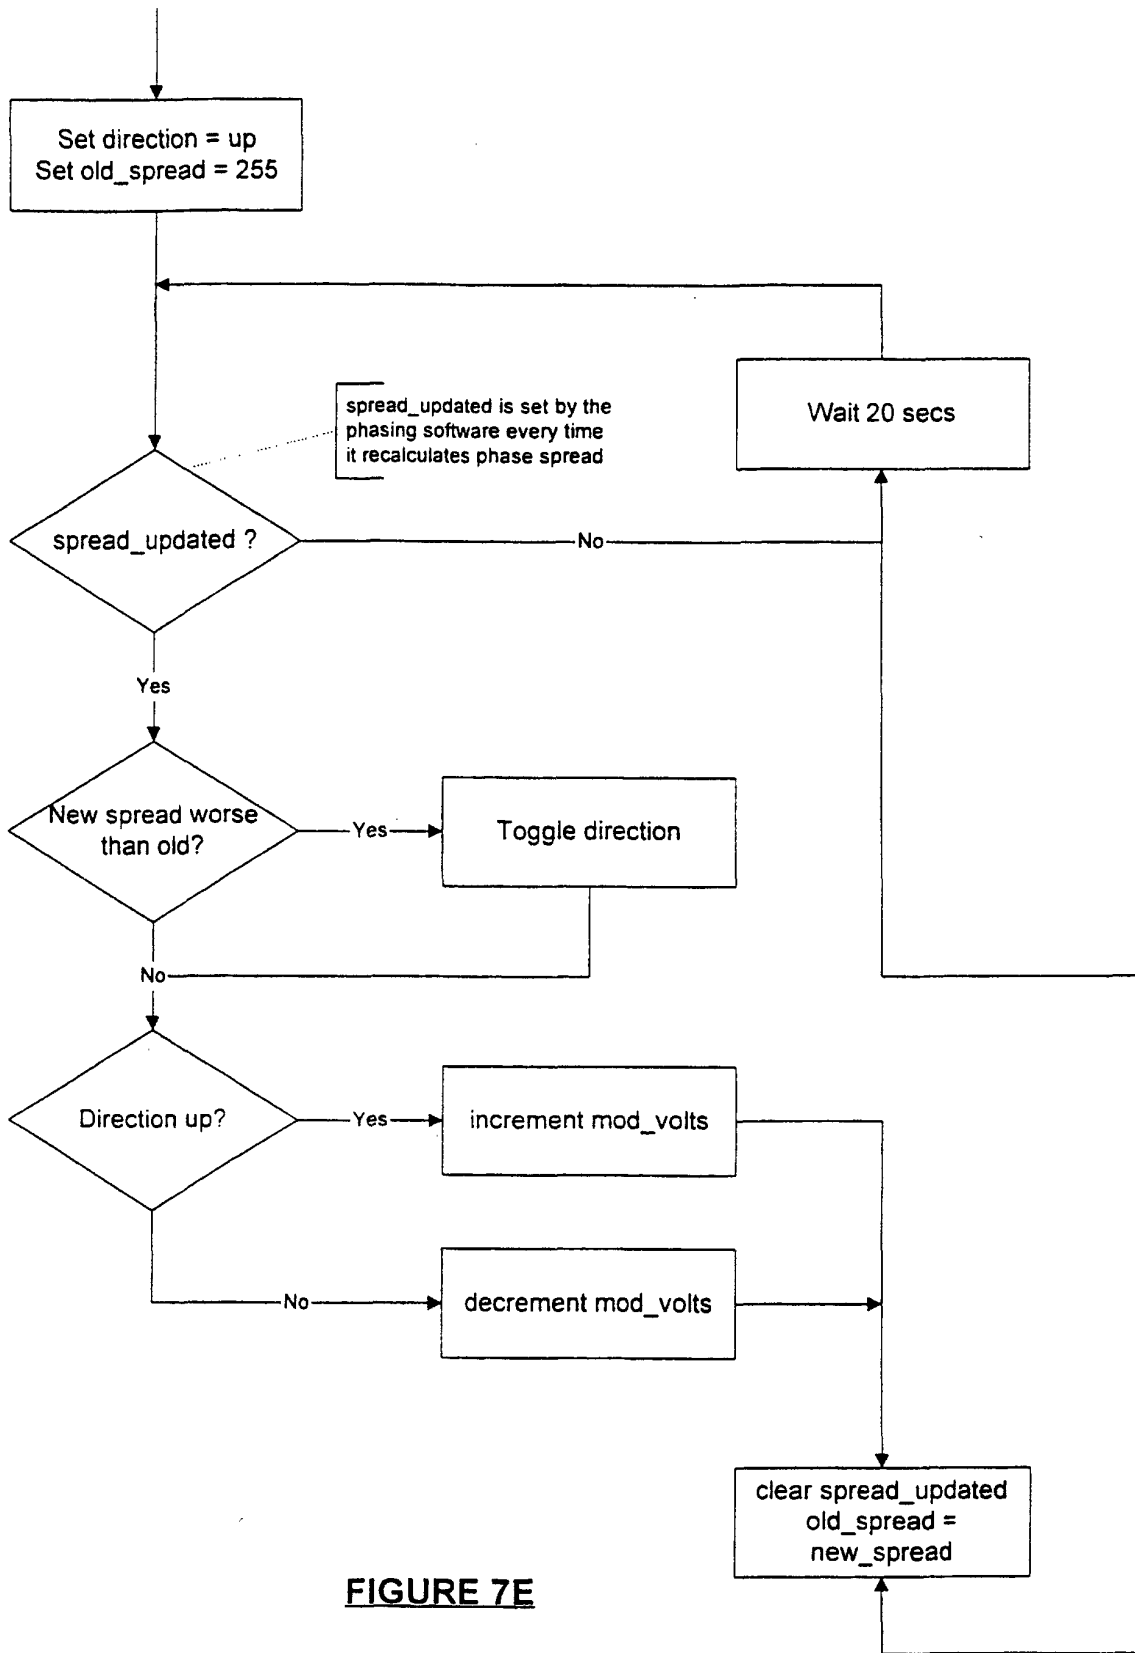 Set direction = up
Set old_spread = 255
Wait 20 secs
spread_updated is set by the
phasing software every time
it recalculates phase spread
spread_updated ?
No
Yes
New spread worse
than old?
Yes
Toggle direction
No
Direction up?
Yes
increment mod_volts
No
decrement mod_volts
clear spread_updated
old_spread =
new_spread
FIGURE 7E